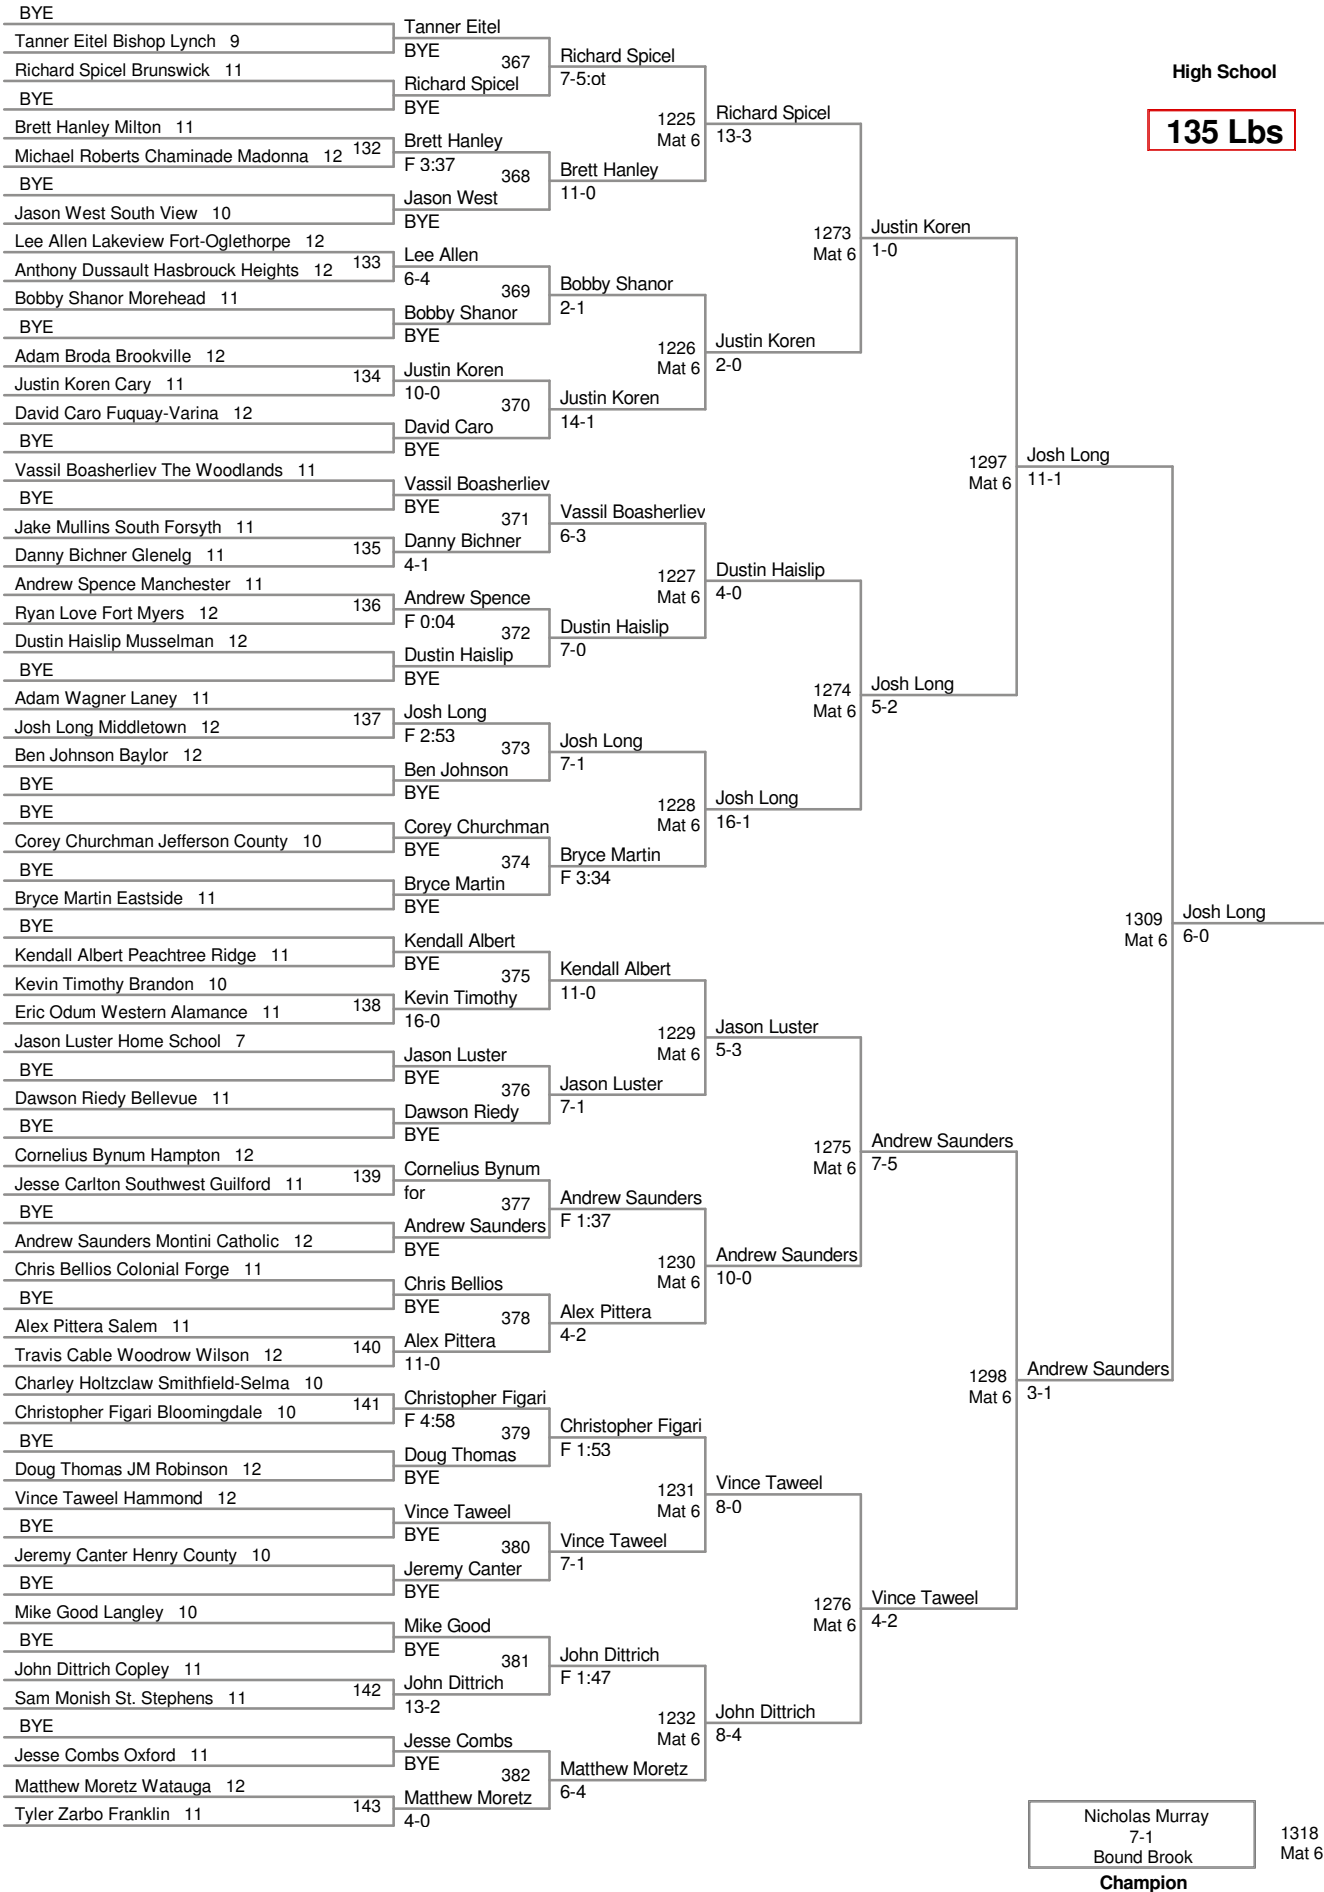 High School
135 Lbs
BYE
Tanner Eitel Bishop Lynch 9
Richard Spicel Brunswick 11
BYE
Brett Hanley Milton 11
Michael Roberts Chaminade Madonna 12
BYE
Jason West South View 10
Lee Allen Lakeview Fort-Oglethorpe 12
Anthony Dussault Hasbrouck Heights 12
Bobby Shanor Morehead 11
BYE
Adam Broda Brookville 12
Justin Koren Cary 11
David Caro Fuquay-Varina 12
BYE
Vassil Boasherliev The Woodlands 11
BYE
Jake Mullins South Forsyth 11
Danny Bichner Glenelg 11
Andrew Spence Manchester 11
Ryan Love Fort Myers 12
Dustin Haislip Musselman 12
BYE
Adam Wagner Laney 11
Josh Long Middletown 12
Ben Johnson Baylor 12
BYE
BYE
Corey Churchman Jefferson County 10
BYE
Bryce Martin Eastside 11
BYE
Kendall Albert Peachtree Ridge 11
Kevin Timothy Brandon 10
Eric Odum Western Alamance 11
Jason Luster Home School 7
BYE
Dawson Riedy Bellevue 11
BYE
Cornelius Bynum Hampton 12
Jesse Carlton Southwest Guilford 11
BYE
Andrew Saunders Montini Catholic 12
Chris Bellios Colonial Forge 11
BYE
Alex Pittera Salem 11
Travis Cable Woodrow Wilson 12
Charley Holtzclaw Smithfield-Selma 10
Christopher Figari Bloomingdale 10
BYE
Doug Thomas JM Robinson 12
Vince Taweel Hammond 12
BYE
Jeremy Canter Henry County 10
BYE
Mike Good Langley 10
BYE
John Dittrich Copley 11
Sam Monish St. Stephens 11
BYE
Jesse Combs Oxford 11
Matthew Moretz Watauga 12
Tyler Zarbo Franklin 11
132
133
134
135
136
137
138
139
140
141
142
143
Tanner Eitel
BYE
Richard Spicel
BYE
Brett Hanley
F 3:37
Jason West
BYE
Lee Allen
6-4
Bobby Shanor
BYE
Justin Koren
10-0
David Caro
BYE
Vassil Boasherliev
BYE
Danny Bichner
4-1
Andrew Spence
F 0:04
Dustin Haislip
BYE
Josh Long
F 2:53
Ben Johnson
BYE
Corey Churchman
BYE
Bryce Martin
BYE
Kendall Albert
BYE
Kevin Timothy
16-0
Jason Luster
BYE
Dawson Riedy
BYE
Cornelius Bynum
for
Andrew Saunders
BYE
Chris Bellios
BYE
Alex Pittera
11-0
Christopher Figari
F 4:58
Doug Thomas
BYE
Vince Taweel
BYE
Jeremy Canter
BYE
Mike Good
BYE
John Dittrich
13-2
Jesse Combs
BYE
Matthew Moretz
4-0
367
368
369
370
371
372
373
374
375
376
377
378
379
380
381
382
Richard Spicel
7-5:ot
Brett Hanley
11-0
Bobby Shanor
2-1
Justin Koren
14-1
Vassil Boasherliev
6-3
Dustin Haislip
7-0
Josh Long
7-1
Bryce Martin
F 3:34
Kendall Albert
11-0
Jason Luster
7-1
Andrew Saunders
F 1:37
Alex Pittera
4-2
Christopher Figari
F 1:53
Vince Taweel
7-1
John Dittrich
F 1:47
Matthew Moretz
6-4
1225
Mat 6
1226
Mat 6
1227
Mat 6
1228
Mat 6
1229
Mat 6
1230
Mat 6
1231
Mat 6
1232
Mat 6
Richard Spicel
13-3
Justin Koren
2-0
Dustin Haislip
4-0
Josh Long
16-1
Jason Luster
5-3
Andrew Saunders
10-0
Vince Taweel
8-0
John Dittrich
8-4
1273
Mat 6
1274
Mat 6
1275
Mat 6
1276
Mat 6
Justin Koren
1-0
Josh Long
5-2
Andrew Saunders
7-5
Vince Taweel
4-2
1297
Mat 6
1298
Mat 6
Josh Long
11-1
Andrew Saunders
3-1
1309
Mat 6
Josh Long
6-0
Nicholas Murray
7-1
Bound Brook
Champion
1318
Mat 6